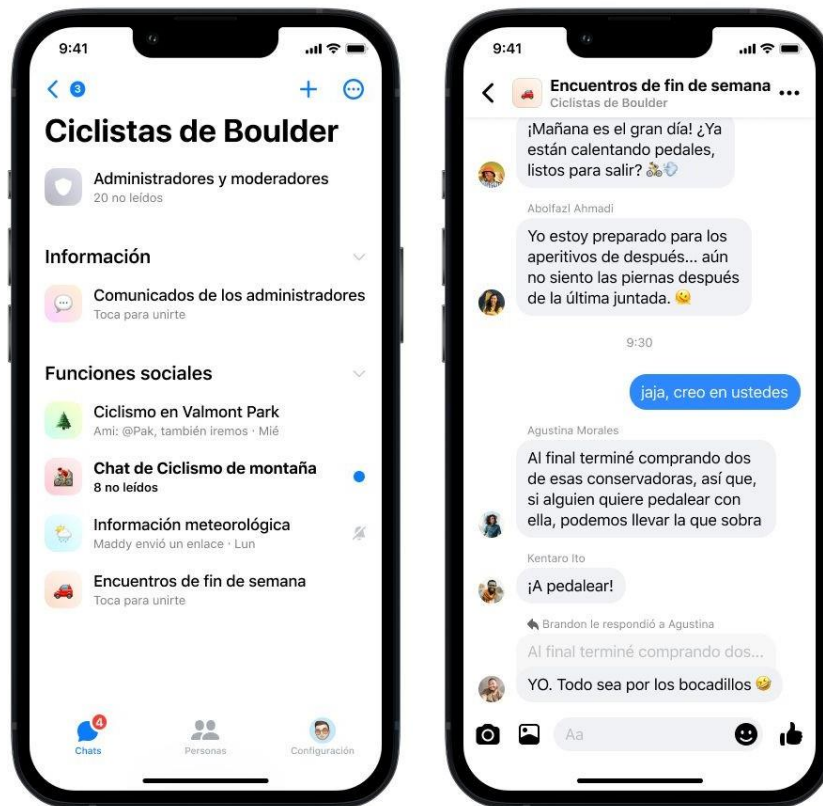 9:41
3
Ciclistas de Boulder
Administradores y moderadores
20 no leídos
Información
Comunicados de los administradores
Toca para unirte
Funciones sociales
Ciclismo en Valmont Park
Ami: @Pak, también iremos · Mié
Chat de Ciclismo de montaña
8 no leídos
Información meteorológica
Maddy envió un enlace · Lun
Encuentros de fin de semana
Toca para unirte
4
Chats
Personas
Configuración
9:41
Encuentros de fin de semana
Ciclistas de Boulder
¡Mañana es el gran día! ¿Ya
están calentando pedales,
listos para salir? 🚴💨
Abolfazl Ahmadi
Yo estoy preparado para los
aperitivos de después... aún
no siento las piernas después
de la última juntada. 🫠
9:30
jaja, creo en ustedes
Agustina Morales
Al final terminé comprando dos
de esas conservadoras, así que,
si alguien quiere pedalear con
ella, podemos llevar la que sobra
Kentaro Ito
¡A pedalear!
Brandon le respondió a Agustina
Al final terminé comprando dos...
YO. Todo sea por los bocadillos 🤣
Aa